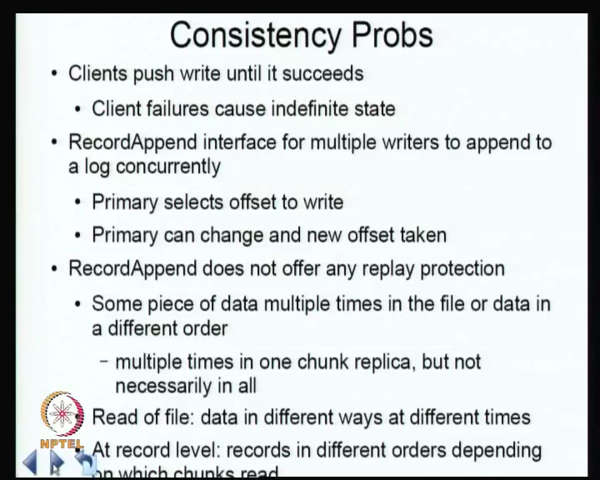 Consistency Probs
• Clients push write until it succeeds
• Client failures cause indefinite state
• RecordAppend interface for multiple writers to append to
a log concurrently
• Primary selects offset to write
• Primary can change and new offset taken
• RecordAppend does not offer any replay protection
• Some piece of data multiple times in the file or data in
a different order
– multiple times in one chunk replica, but not
necessarily in all
Read of file: data in different ways at different times
• At record level: records in different orders depending
on which chunks read
NPTEL